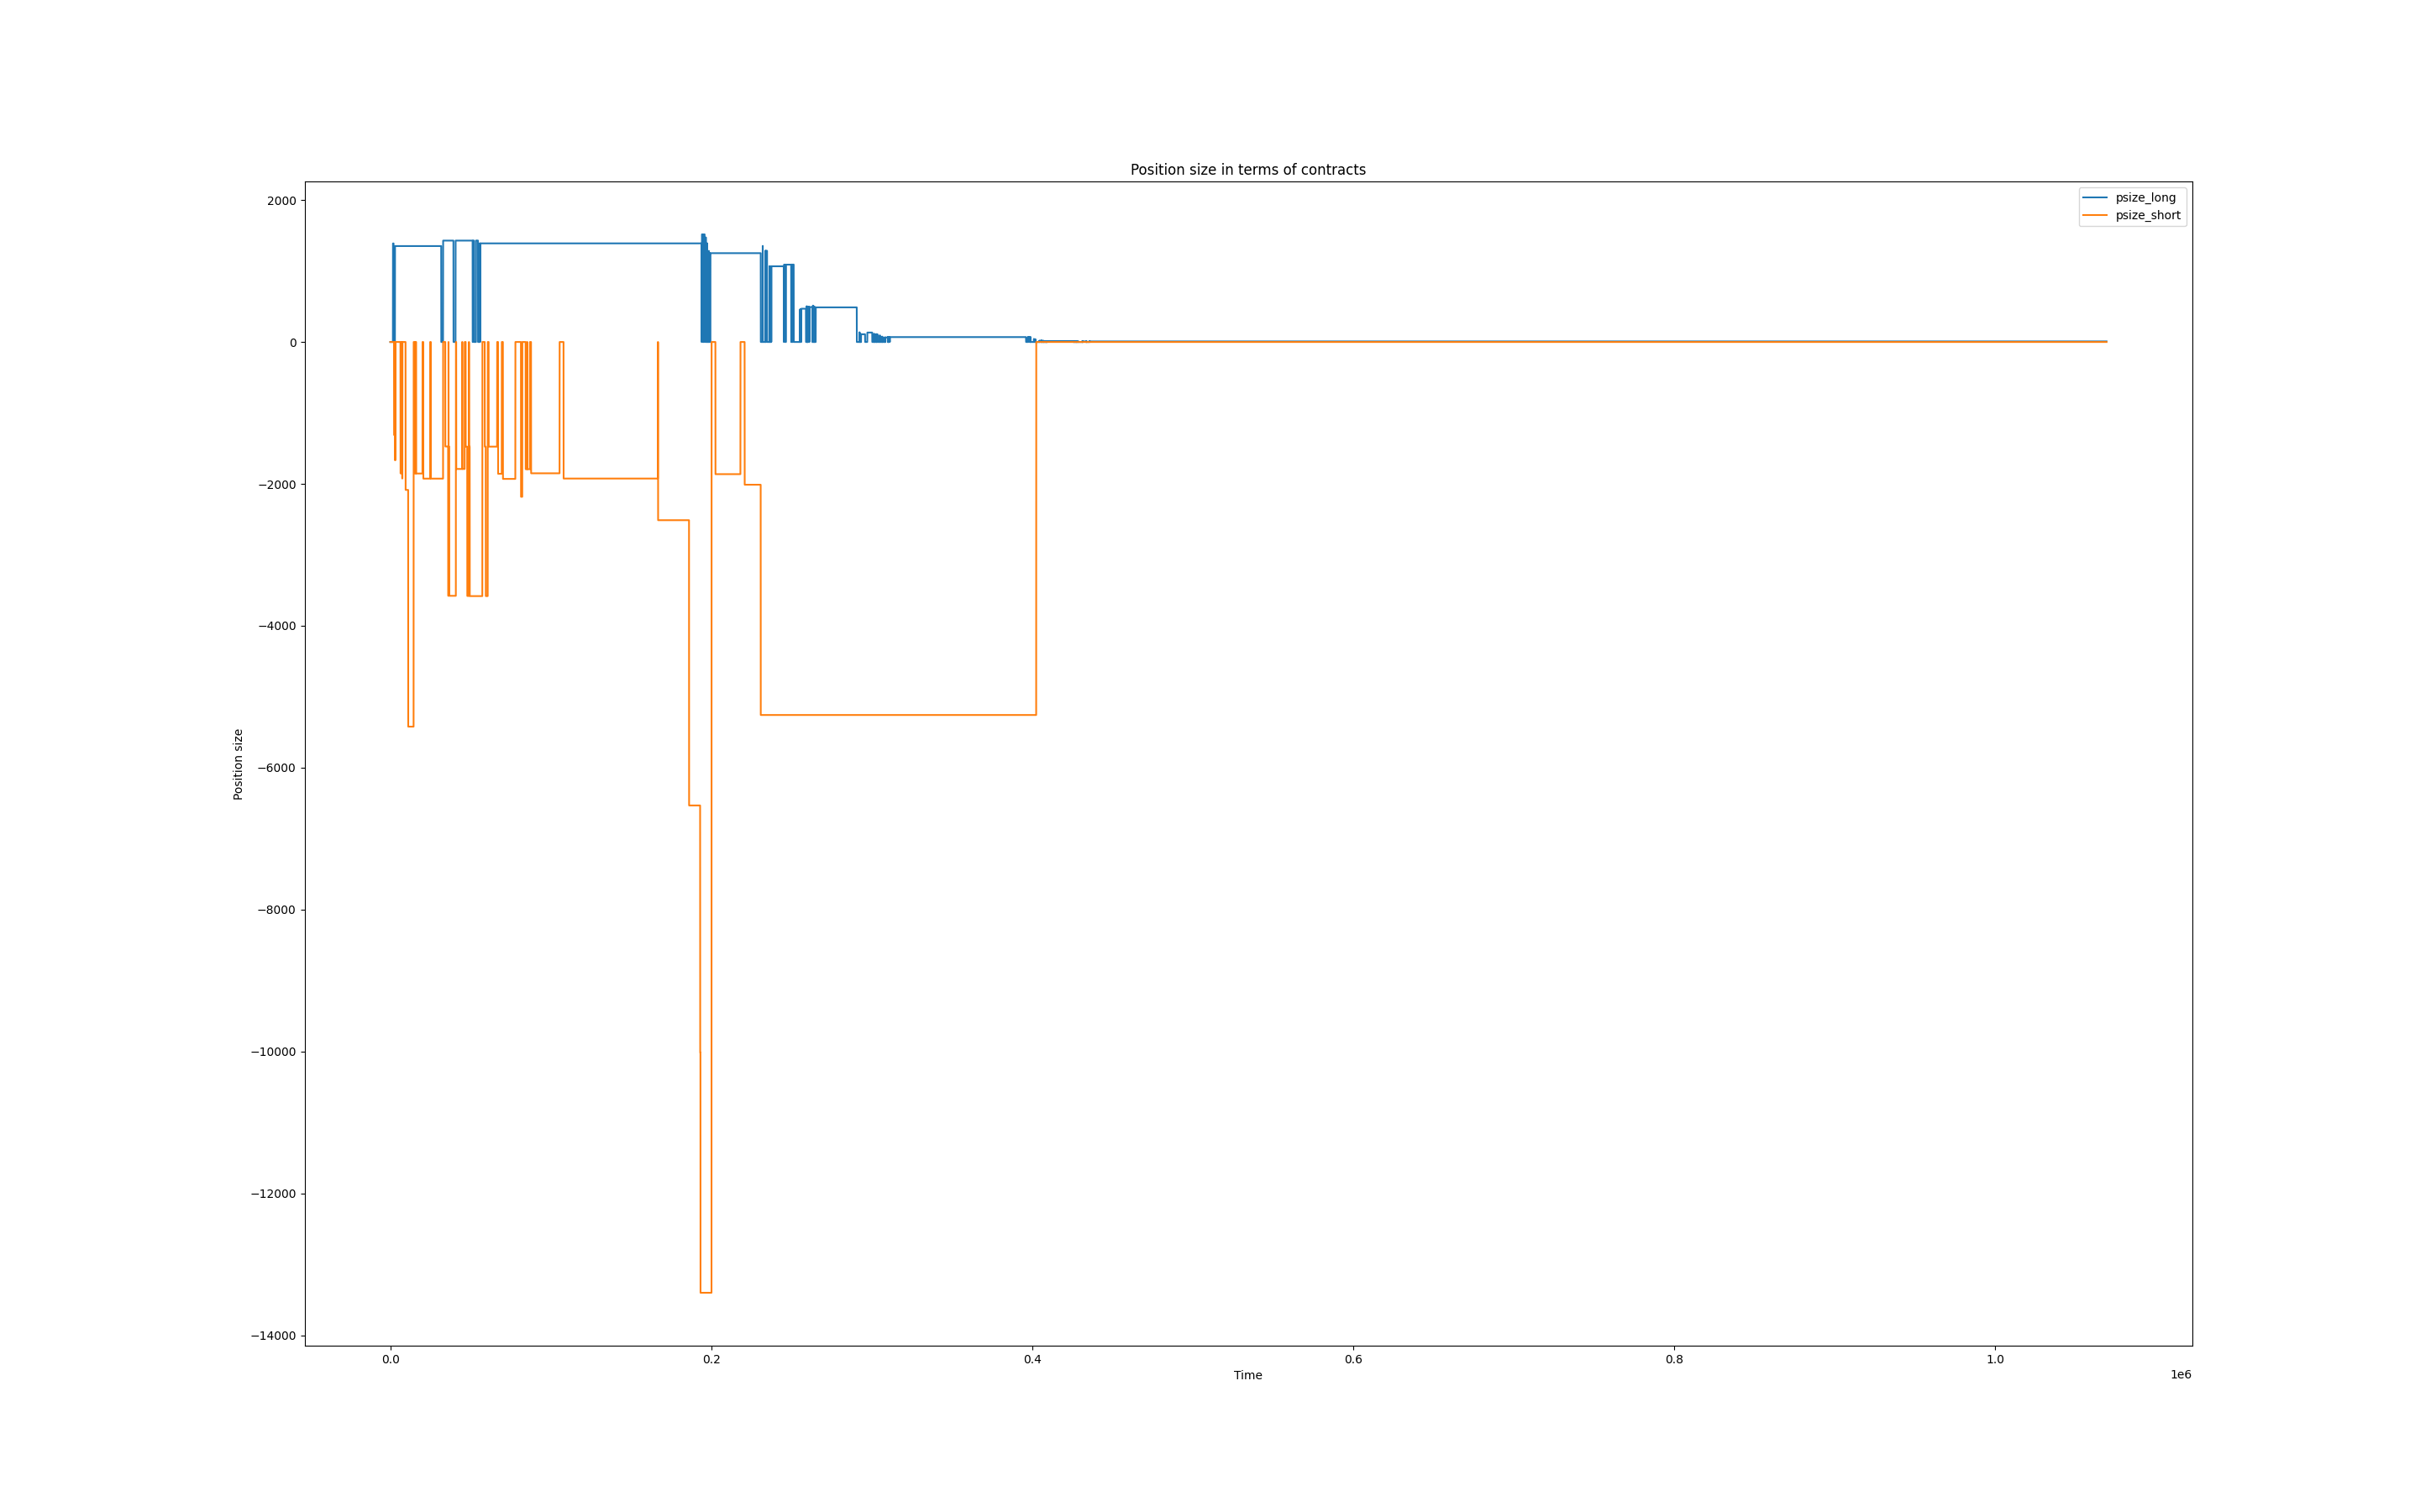 Position size in terms of contracts
psize_long
psize_short
2000
0
−2000
−4000
−6000
−8000
−10000
−12000
−14000
Position size
0.0
0.2
0.4
0.6
0.8
1.0
Time
1e6